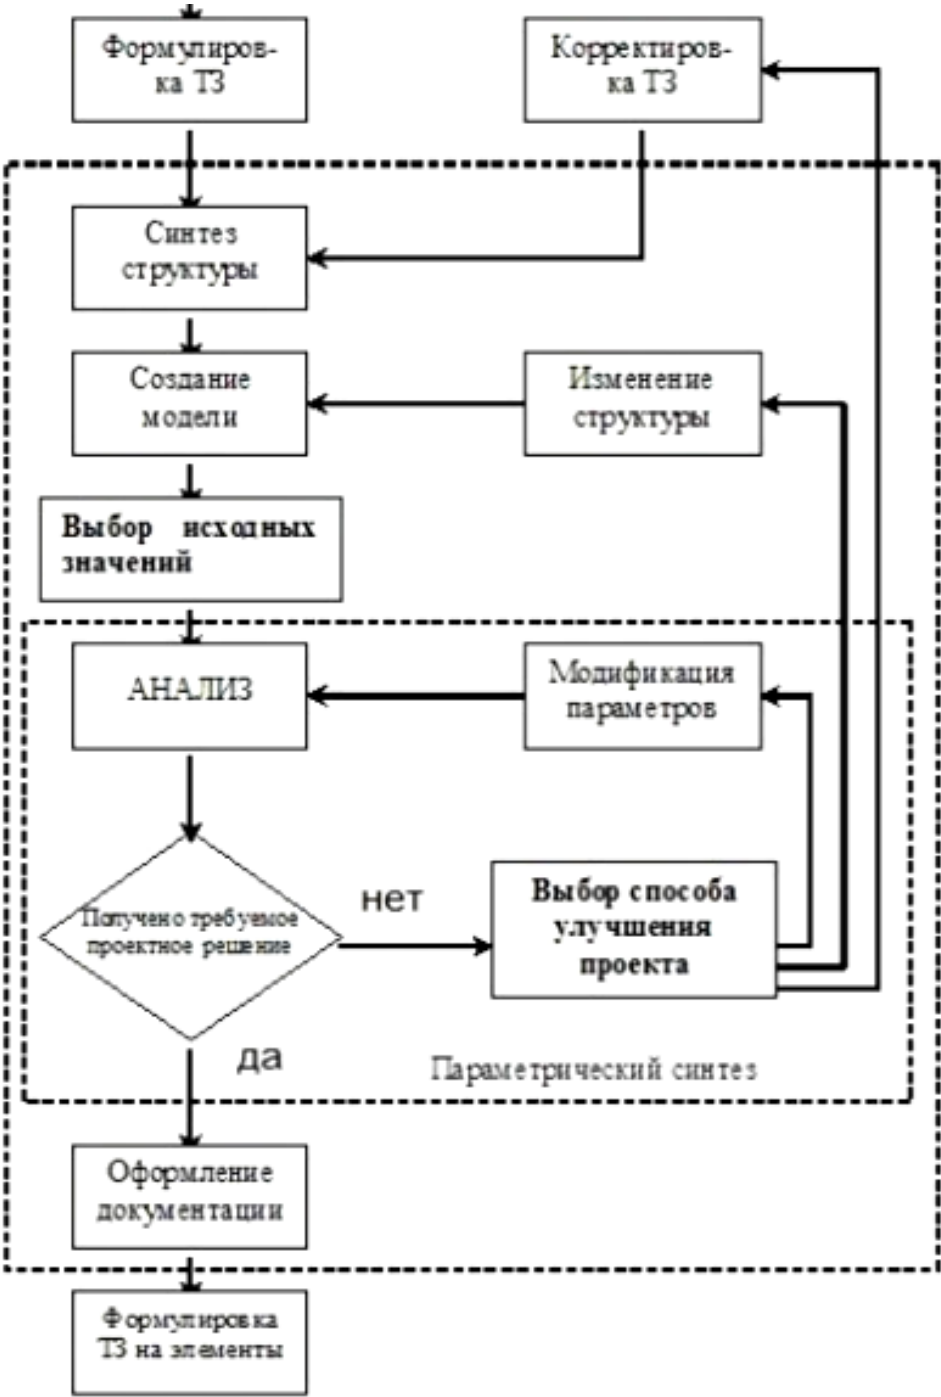 Формулиров-
ка ТЗ
Корректиров-
ка ТЗ
Синтез
структуры
Создание
модели
Изменение
структуры
Выбор исходных
значений
АНАЛИЗ
Модификация
параметров
Получено требуемое
проектное решение
нет
Выбор способа
улучшения
проекта
да
Параметрический синтез
Оформление
документации
Формулировка
ТЗ на элементы